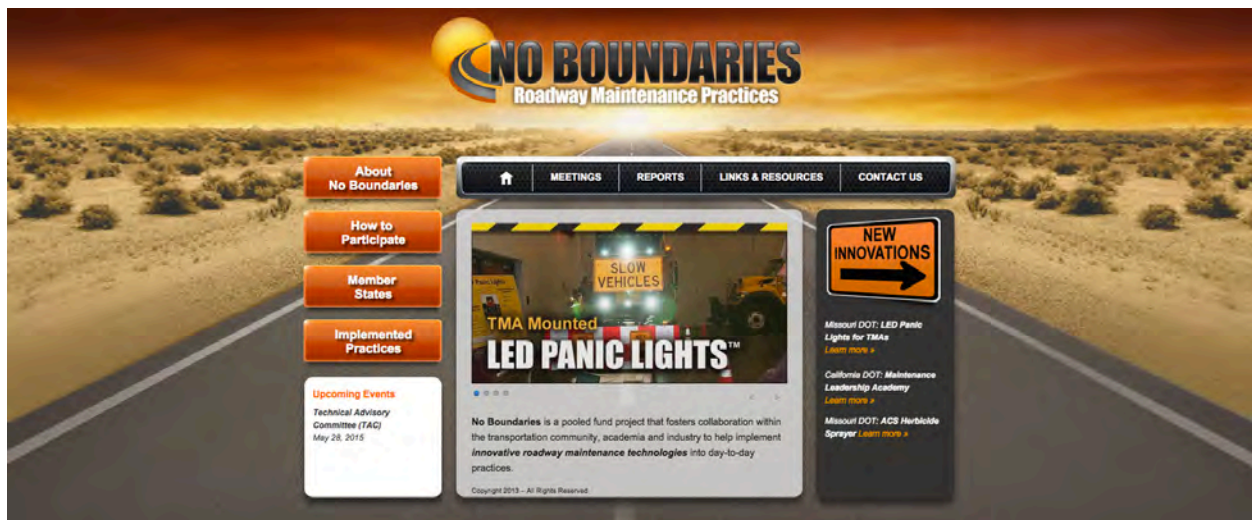 NO BOUNDARIES
Roadway Maintenance Practices
About
No Boundaries
How to
Participate
Member
States
Implemented
Practices
Upcoming Events
Technical Advisory
Committee (TAC)
May 28, 2015
MEETINGS
REPORTS
LINKS & RESOURCES
CONTACT US
SLOW
VEHICLES
TMA Mounted
LED PANIC LIGHTS™
No Boundaries is a pooled fund project that fosters collaboration within
the transportation community, academia and industry to help implement
innovative roadway maintenance technologies into day-to-day
practices.
Copyright 2013 – All Rights Reserved
NEW
INNOVATIONS
Missouri DOT: LED Panic
Lights for TMAs
Learn more »
California DOT: Maintenance
Leadership Academy
Learn more »
Missouri DOT: ACS Herbicide
Sprayer Learn more »